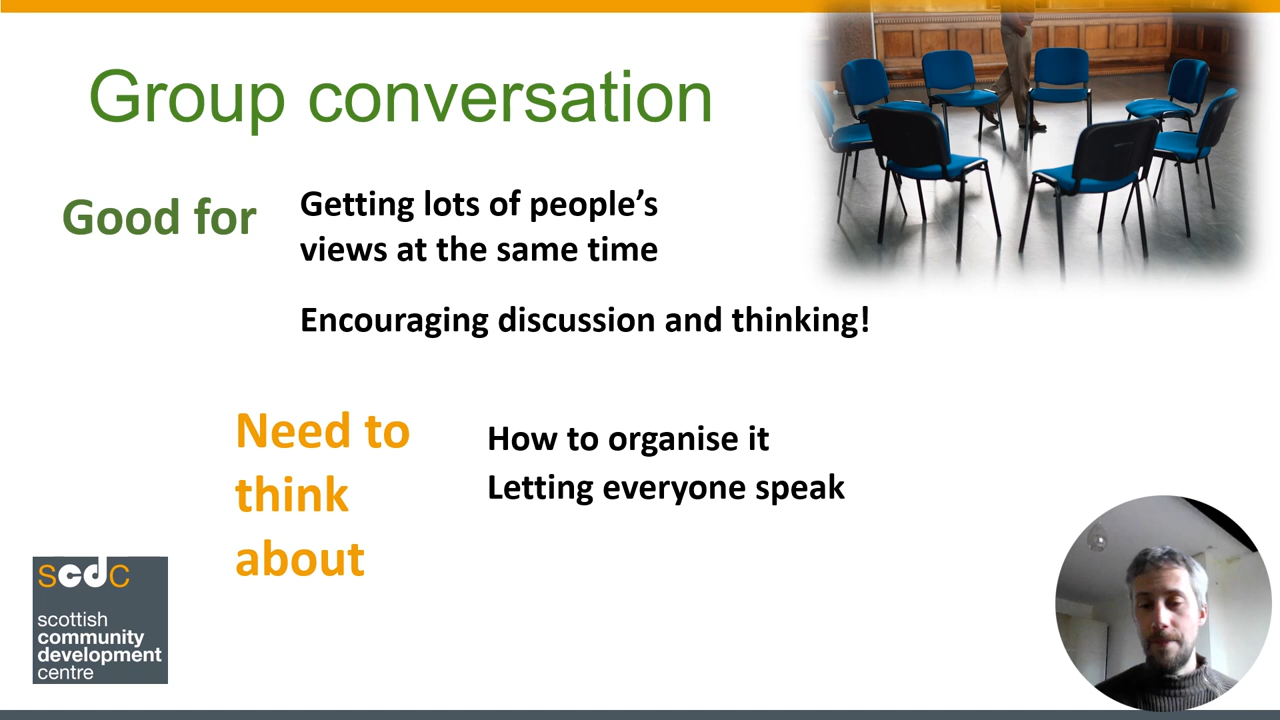 Group conversation
Good for
Getting lots of people’s
views at the same time
Encouraging discussion and thinking!
Need to
think
about
How to organise it
Letting everyone speak
scdc
scottish
community
development
centre